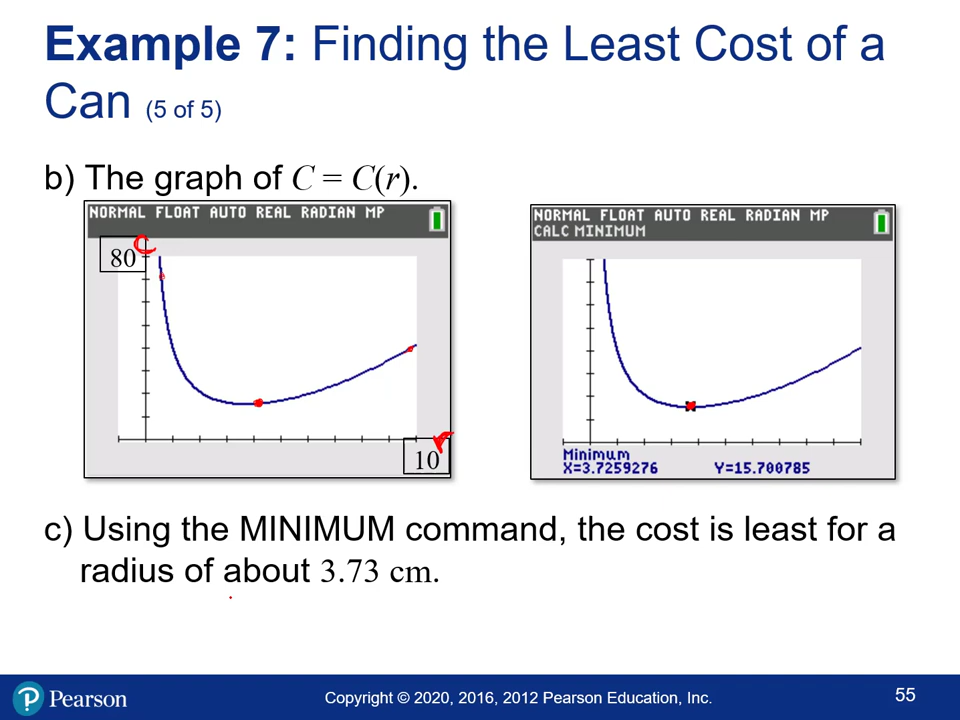 Example 7: Finding the Least Cost of a
Can (5 of 5)
b) The graph of C = C(r).
NORMAL FLOAT AUTO REAL RADIAN MP
C
80
r
10
NORMAL FLOAT AUTO REAL RADIAN MP
CALC MINIMUM
Minimum
X=3.7259276 Y=15.700785
c) Using the MINIMUM command, the cost is least for a
radius of about 3.73 cm.
Pearson
Copyright © 2020, 2016, 2012 Pearson Education, Inc.
55